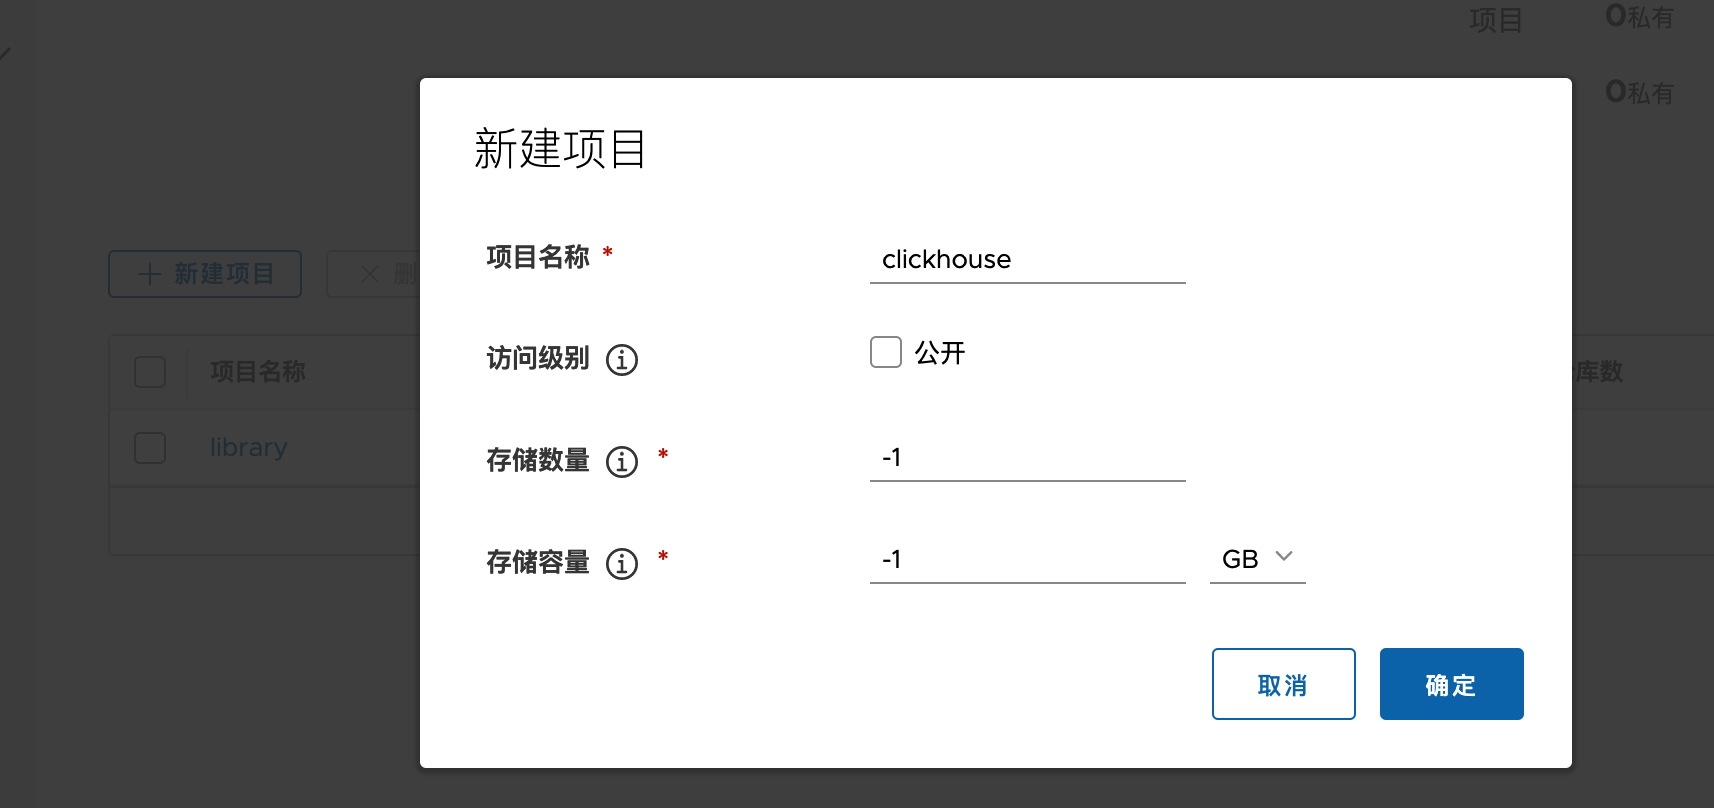 项目
0私有
0私有
新建项目
项目名称 *
clickhouse
新建项目
删
访问级别
公开
项目名称
库数
library
存储数量 *
-1
存储容量 *
-1
GB
取消
确定